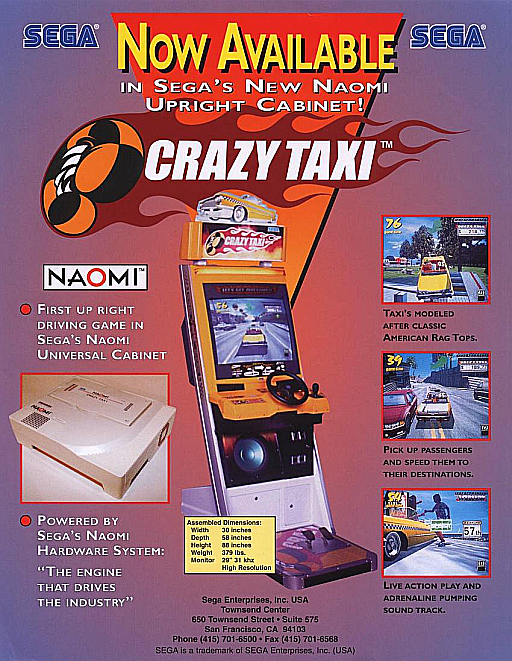 SEGA®
NOW AVAILABLE
SEGA®
IN SEGA'S NEW NAOMI
UPRIGHT CABINET!
CRAZY TAXI™
CRAZY TAXI
NAOMI™
FIRST UP RIGHT
DRIVING GAME IN
SEGA'S NAOMI
UNIVERSAL CABINET
76
TAXI'S MODELED
AFTER CLASSIC
AMERICAN RAG TOPS.
39
PICK UP PASSENGERS
AND SPEED THEM TO
THEIR DESTINATIONS.
NAOMI
POWERED BY
SEGA'S NAOMI
HARDWARE SYSTEM:
"THE ENGINE
THAT DRIVES
THE INDUSTRY"
Assembled Dimensions:
Width 30 inches
Depth 58 inches
Height 88 inches
Weight 379 lbs.
Monitor 29" 31 khz
High Resolution
37th
LIVE ACTION PLAY AND
ADRENALINE PUMPING
SOUND TRACK.
Sega Enterprises, Inc. USA
Townsend Center
650 Townsend Street • Suite 575
San Francisco, CA 94103
Phone (415) 701-6500 • Fax (415) 701-6568
SEGA is a trademark of SEGA Enterprises, Inc. (USA)